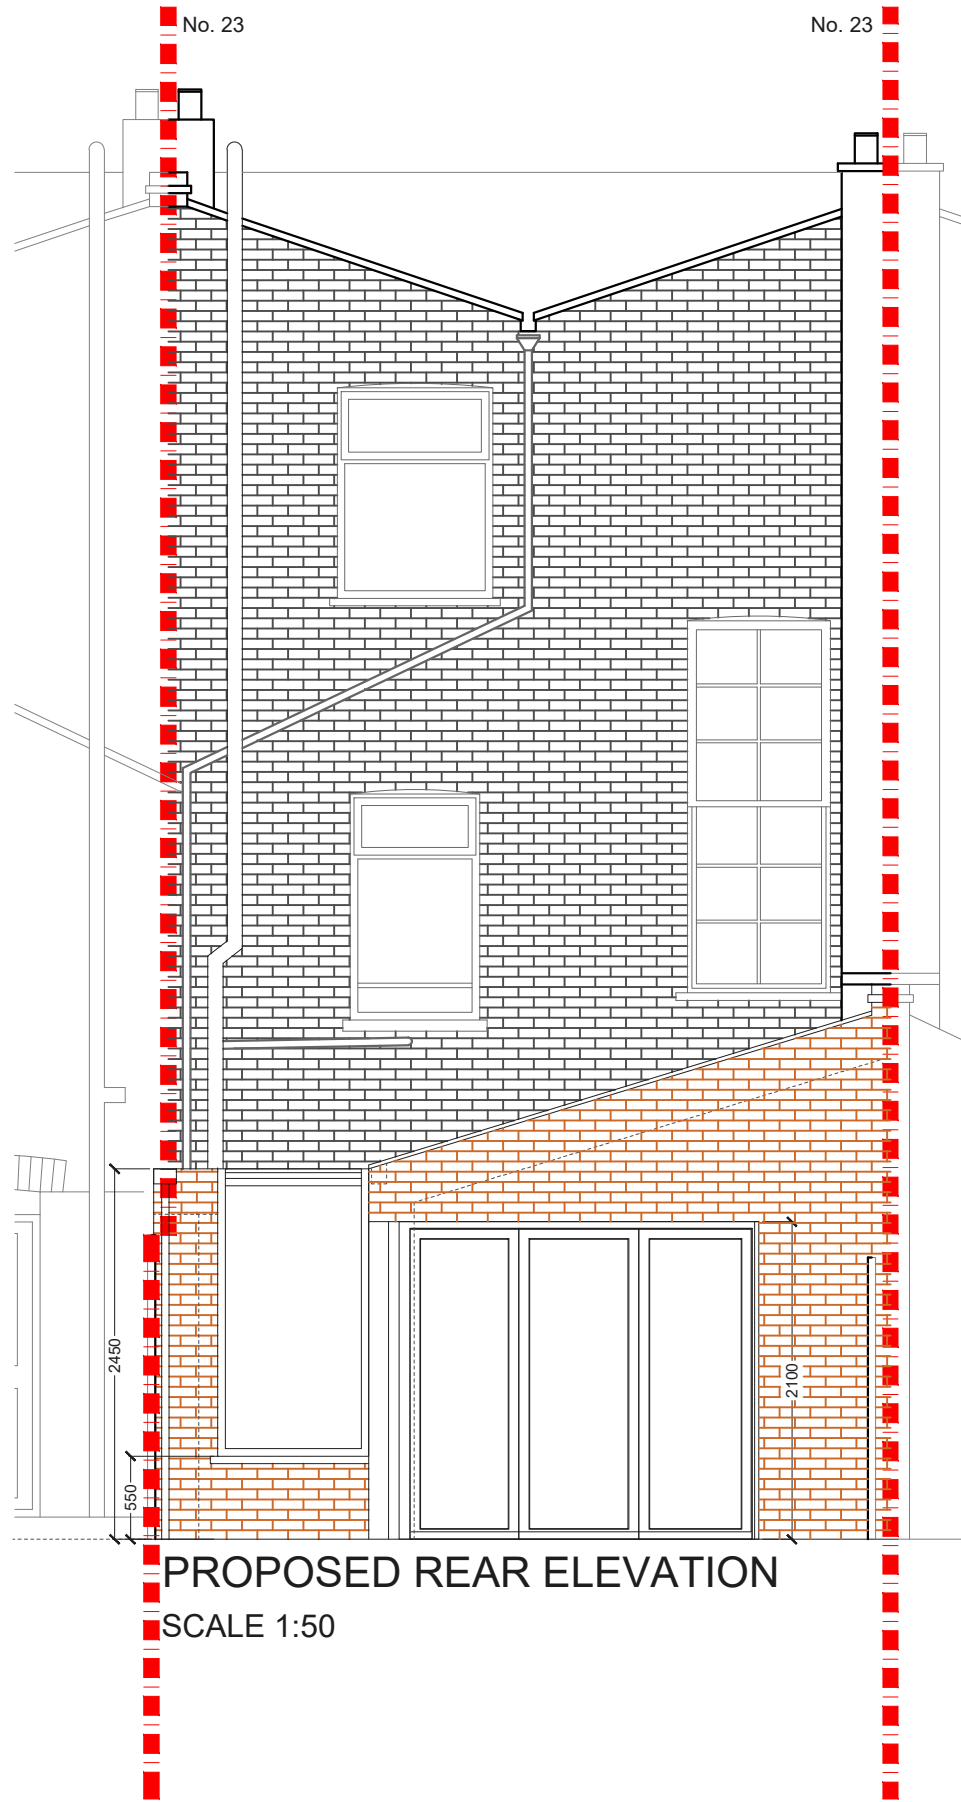 No. 23
No. 23
2450
2100
550
PROPOSED REAR ELEVATION
SCALE 1:50